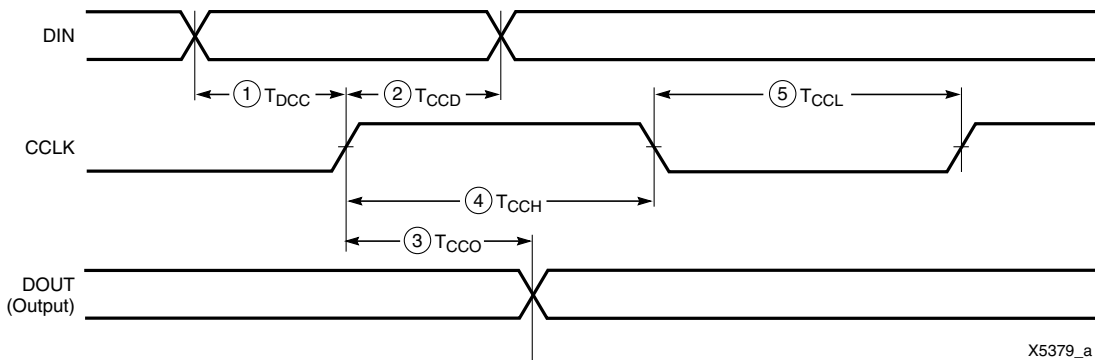 DIN
1 TDCC
2 TCCD
5 TCCL
CCLK
4 TCCH
3 TCCO
DOUT
(Output)
X5379_a